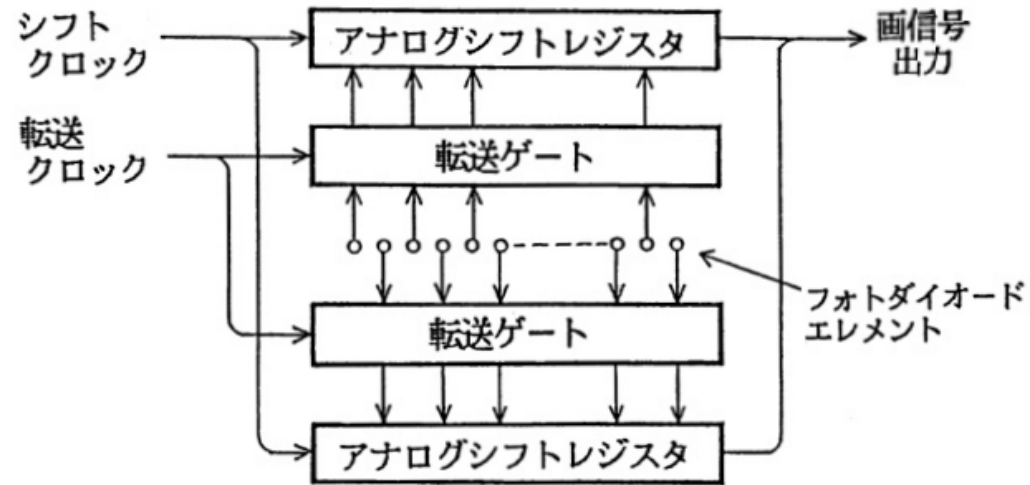 シフト
クロック
アナログシフトレジスタ
画信号
出力
転送
クロック
転送ゲート
フォトダイオード
エレメント
転送ゲート
アナログシフトレジスタ